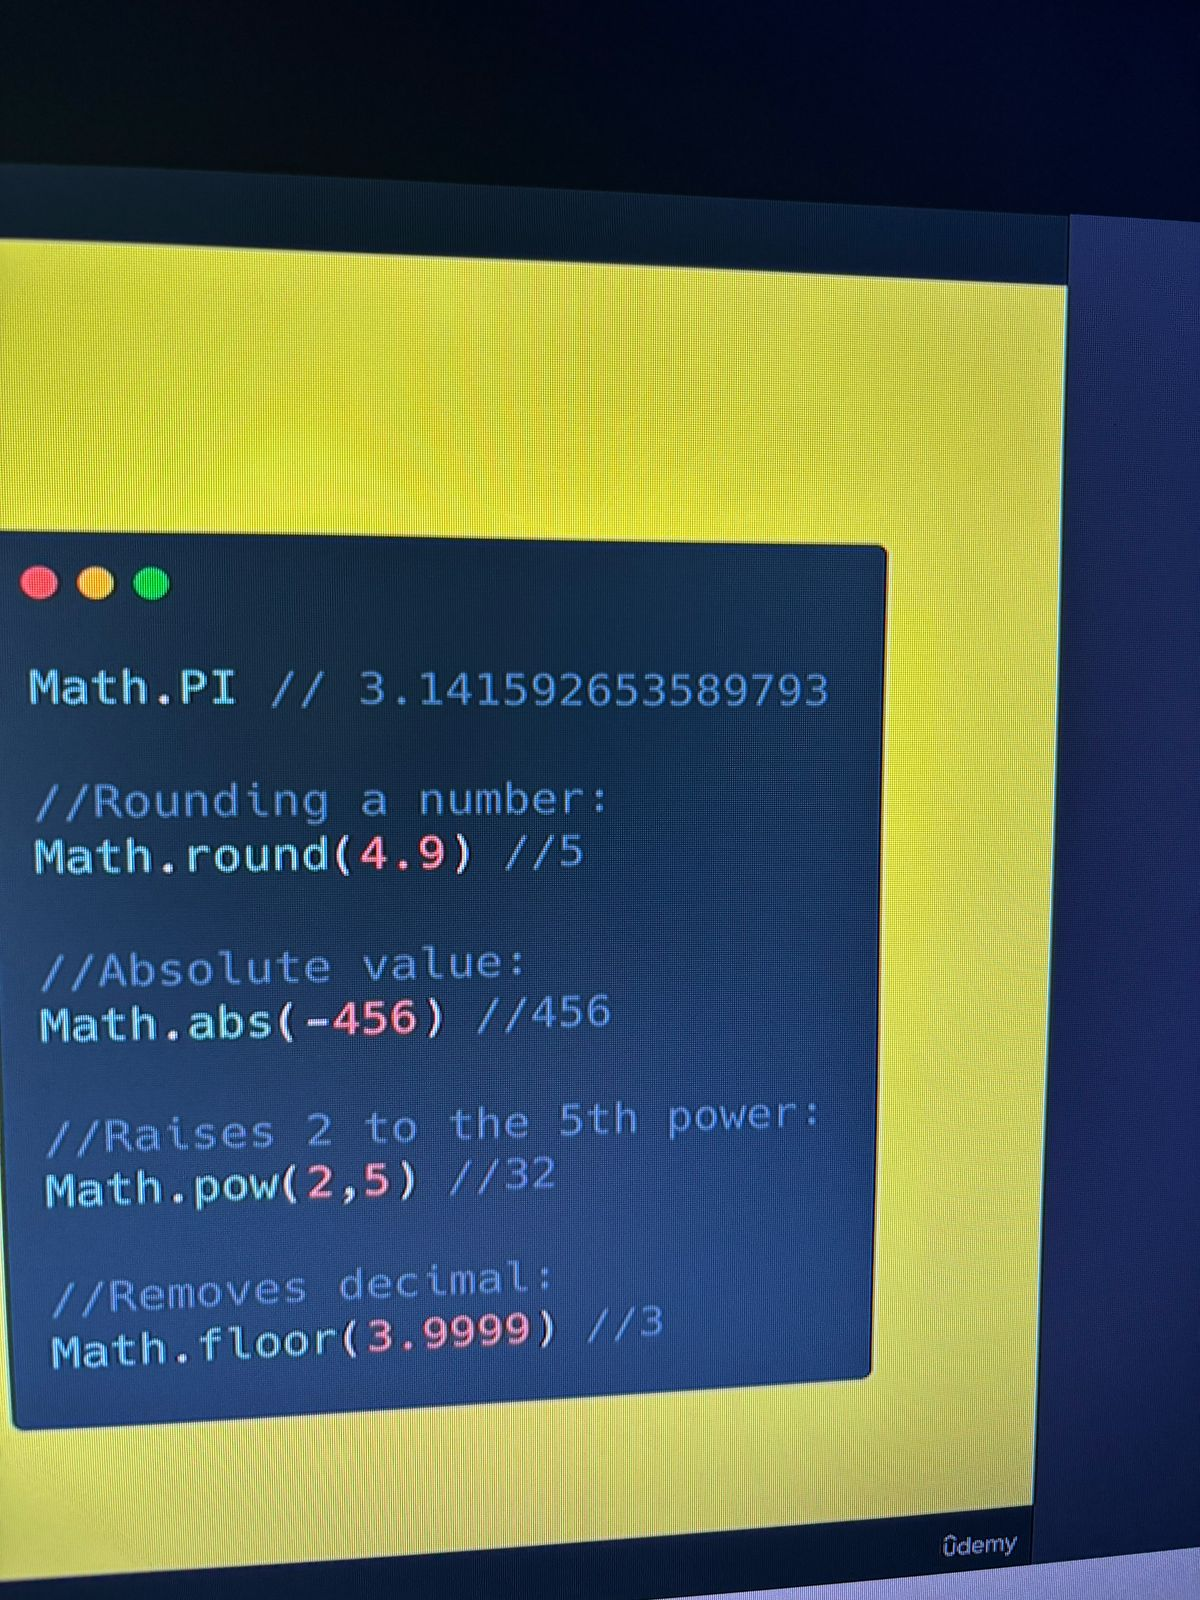 Math.PI // 3.141592653589793
//Rounding a number:
Math.round(4.9) //5
//Absolute value:
Math.abs(-456) //456
//Raises 2 to the 5th power:
Math.pow(2,5) //32
//Removes decimal:
Math.floor(3.9999) //3
ûdemy